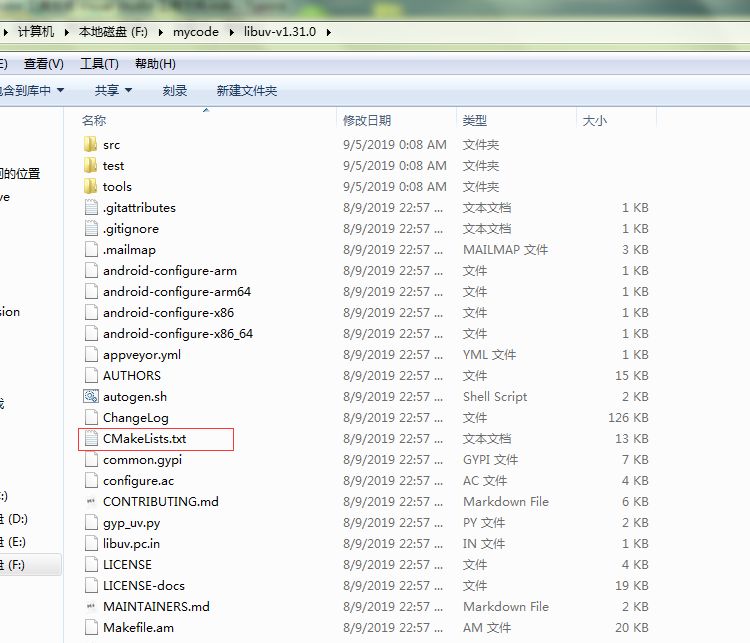 计算机 本地磁盘 (F:) mycode libuv-v1.31.0
E) 查看(V) 工具(T) 帮助(H)
含到库中 共享 刻录 新建文件夹
名称 修改日期 类型 大小
src 9/5/2019 0:08 AM 文件夹
test 9/5/2019 0:08 AM 文件夹
的位置
tools 9/5/2019 0:08 AM 文件夹
ve
.gitattributes 8/9/2019 22:57 ... 文本文档 1 KB
.gitignore 8/9/2019 22:57 ... 文本文档 1 KB
.mailmap 8/9/2019 22:57 ... MAILMAP 文件 3 KB
android-configure-arm 8/9/2019 22:57 ... 文件 1 KB
android-configure-arm64 8/9/2019 22:57 ... 文件 1 KB
sion
android-configure-x86 8/9/2019 22:57 ... 文件 1 KB
android-configure-x86_64 8/9/2019 22:57 ... 文件 1 KB
appveyor.yml 8/9/2019 22:57 ... YML 文件 1 KB
AUTHORS 8/9/2019 22:57 ... 文件 15 KB
autogen.sh 8/9/2019 22:57 ... Shell Script 2 KB
ChangeLog 8/9/2019 22:57 ... 文件 126 KB
CMakeLists.txt 8/9/2019 22:57 ... 文本文档 13 KB
common.gypi 8/9/2019 22:57 ... GYPI 文件 7 KB
configure.ac 8/9/2019 22:57 ... AC 文件 4 KB
:)
CONTRIBUTING.md 8/9/2019 22:57 ... Markdown File 6 KB
盘 (D:)
gyp_uv.py 8/9/2019 22:57 ... PY 文件 2 KB
盘 (E:)
libuv.pc.in 8/9/2019 22:57 ... IN 文件 1 KB
盘 (F:)
LICENSE 8/9/2019 22:57 ... 文件 4 KB
LICENSE-docs 8/9/2019 22:57 ... 文件 19 KB
MAINTAINERS.md 8/9/2019 22:57 ... Markdown File 2 KB
Makefile.am 8/9/2019 22:57 ... AM 文件 20 KB